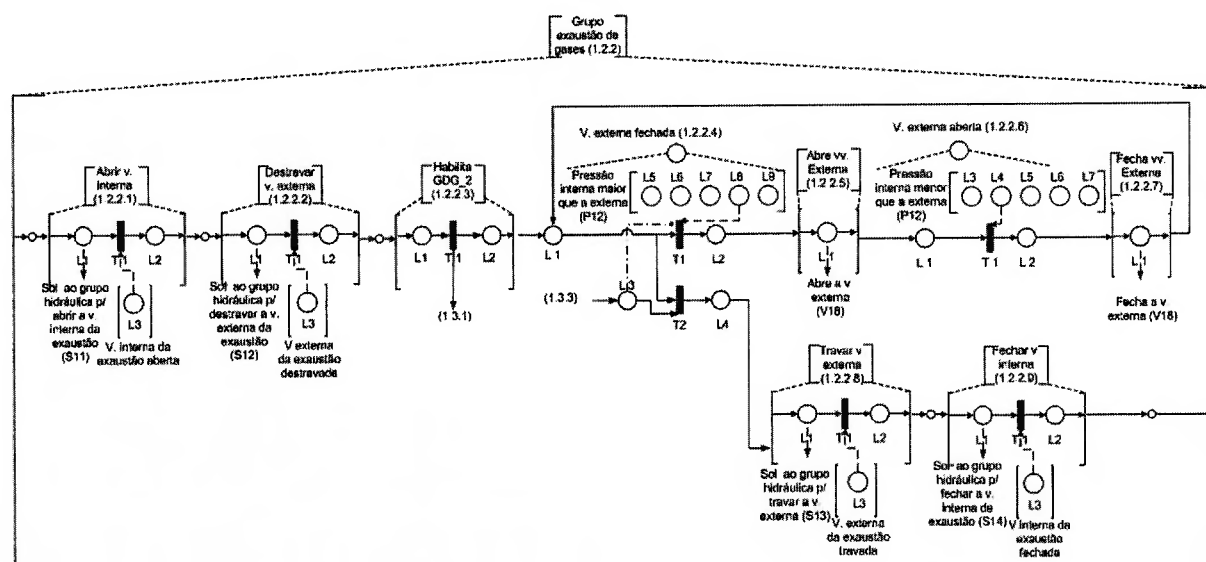 Grupo
exaustão de
gases (1.2.2)
Abrir v.
interna
(1.2.2.1)
L1
T1
L2
Sol ao grupo
hidráulica p/
abrir a v.
interna da
exaustão
(S11)
L3
V. interna da
exaustão aberta
Destravar
v. externa
(1.2.2.2)
L1
T1
L2
Sol ao grupo
hidráulica p/
destravar a v.
externa da
exaustão
(S12)
L3
V externa
da exaustão
destravada
Habilita
GDG_2
(1.2.2.3)
L1
T1
L2
(1.3.1)
V. externa fechada (1.2.2.4)
Pressão
interna maior
que a externa
(P12)
L5
L6
L7
L8
L9
L1
T1
L2
(1.3.3)
L3
T2
L4
Abre vv.
Externa
(1.2.2.5)
L1
Abre a v
externa
(V18)
V. externa aberta (1.2.2.6)
Pressão
interna menor
que a externa
(P12)
L3
L4
L5
L6
L7
L1
T1
L2
Fecha vv.
Externa
(1.2.2.7)
L1
Fecha a v
externa (V18)
Travar v
externa
(1.2.2.8)
L1
T1
L2
Sol ao grupo
hidráulica p/
travar a v.
externa (S13)
L3
V. externa
da exaustão
travada
Fechar v
interna
(1.2.2.9)
L1
T1
L2
Sol ao grupo
hidráulica p/
fechar a v.
interna de
exaustão (S14)
L3
V interna da
exaustão
fechada